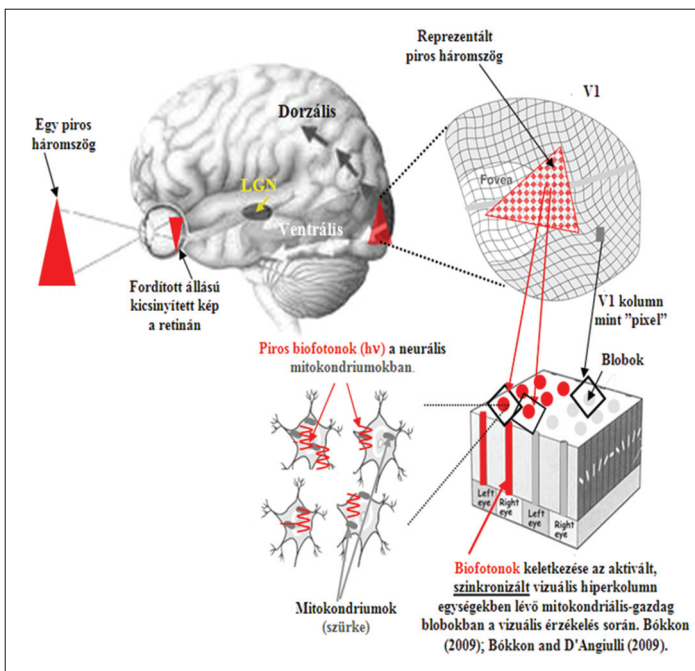 Reprezentált
piros háromszög
V1
Egy piros
háromszög
Dorzális
LGN
Fovea
Ventrális
Fordított állású
kicsinyített kép
a retinán
V1 kolumn
mint "pixel"
Piros biofotonok (hν) a neurális
mitokondriumokban.
Blobok
Left
eye
Right
eye
Left
eye
Right
eye
Mitokondriumok
(szürke)
Biofotonok keletkezése az aktivált,
szinkronizált vizuális hiperkolumn
egységekben lévő mitokondriális-gazdag
blobokban a vizuális érzékelés során. Bókkon
(2009); Bókkon and D'Angiulli (2009).